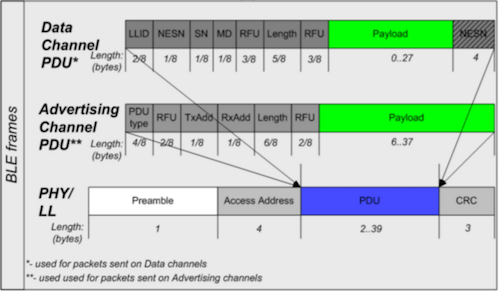 Data Channel PDU*
LLID NESN SN MD RFU Length RFU Payload NESN
Length: (bytes) 2/8 1/8 1/8 1/8 3/8 5/8 3/8 0..27 4
Advertising Channel PDU**
PDU type RFU TxAdd RxAdd Length RFU Payload
Length: (bytes) 4/8 2/8 1/8 1/8 6/8 2/8 6..37
PHY/ LL
Preamble Access Address PDU CRC
Length: (bytes) 1 4 2..39 3
BLE frames
*- used for packets sent on Data channels
**- used used for packets sent on Advertising channels